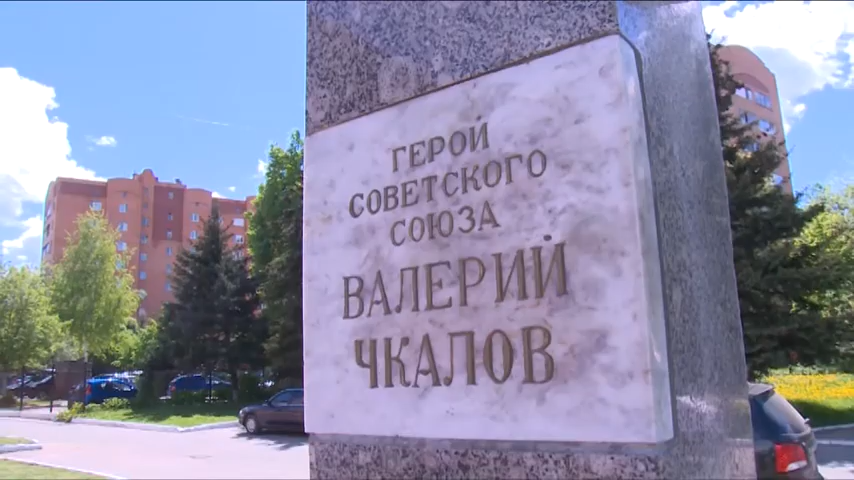 ГЕРОЙ
СОВЕТСКОГО
СОЮЗА
ВАЛЕРИЙ
ЧКАЛОВ